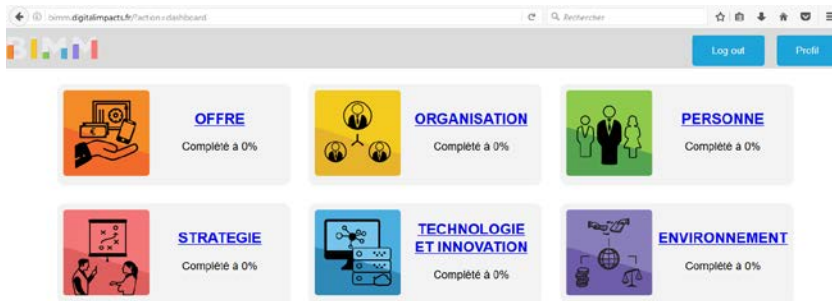 bimm.digitalimpacts.fr/?action=dashboard
Rechercher
BIMM
Log out
Profil
OFFRE
Complété à 0%
ORGANISATION
Complété à 0%
PERSONNE
Complété à 0%
STRATEGIE
Complété à 0%
TECHNOLOGIE
ET INNOVATION
Complété à 0%
ENVIRONNEMENT
Complété à 0%